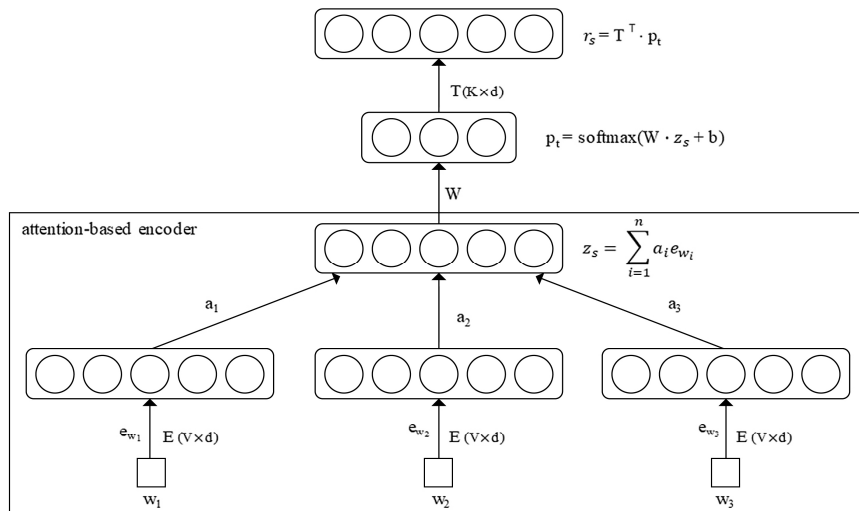 r_s = T^⊤ · p_t
T(K×d)
p_t = softmax(W · z_s + b)
W
attention-based encoder
z_s = ∑_{i=1}^{n} a_i e_{w_i}
a_1
a_2
a_3
e_{w_1} E (V×d)
e_{w_2} E (V×d)
e_{w_3} E (V×d)
w_1
w_2
w_3